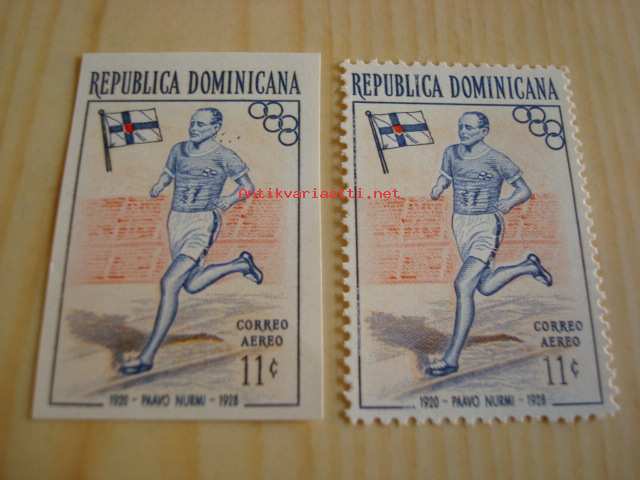 REPUBLICA DOMINICANA
CORREO
AEREO
11¢
1920 - PAAVO NURMI - 1928
REPUBLICA DOMINICANA
CORREO
AEREO
11¢
1920 - PAAVO NURMI - 1928
antikvariaatti.net